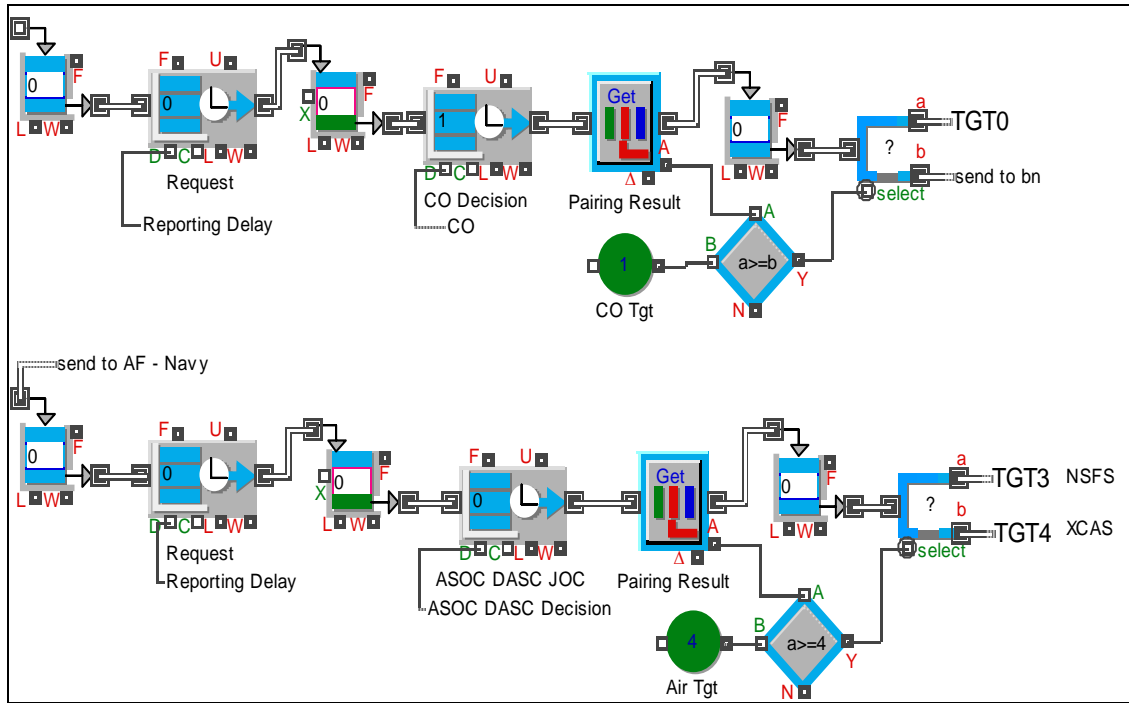 F U
F 0 0 F
X 0
L W
D C L W
Request
Reporting Delay
F U
1
L W
D C L W
CO Decision
CO
Get
A
Δ
Pairing Result
0 F
L W
a TGT0
?
b send to bn
select
1
CO Tgt
A
B a>=b Y
N
send to AF - Navy
F U
0 F 0
L W
D C L W
Request
Reporting Delay
X 0
L W
F U
0
D C L W
ASOC DASC JOC
ASOC DASC Decision
Get
A
Δ
Pairing Result
0 F
L W
a TGT3 NSFS
?
b TGT4 XCAS
select
4
Air Tgt
A
B a>=4 Y
N